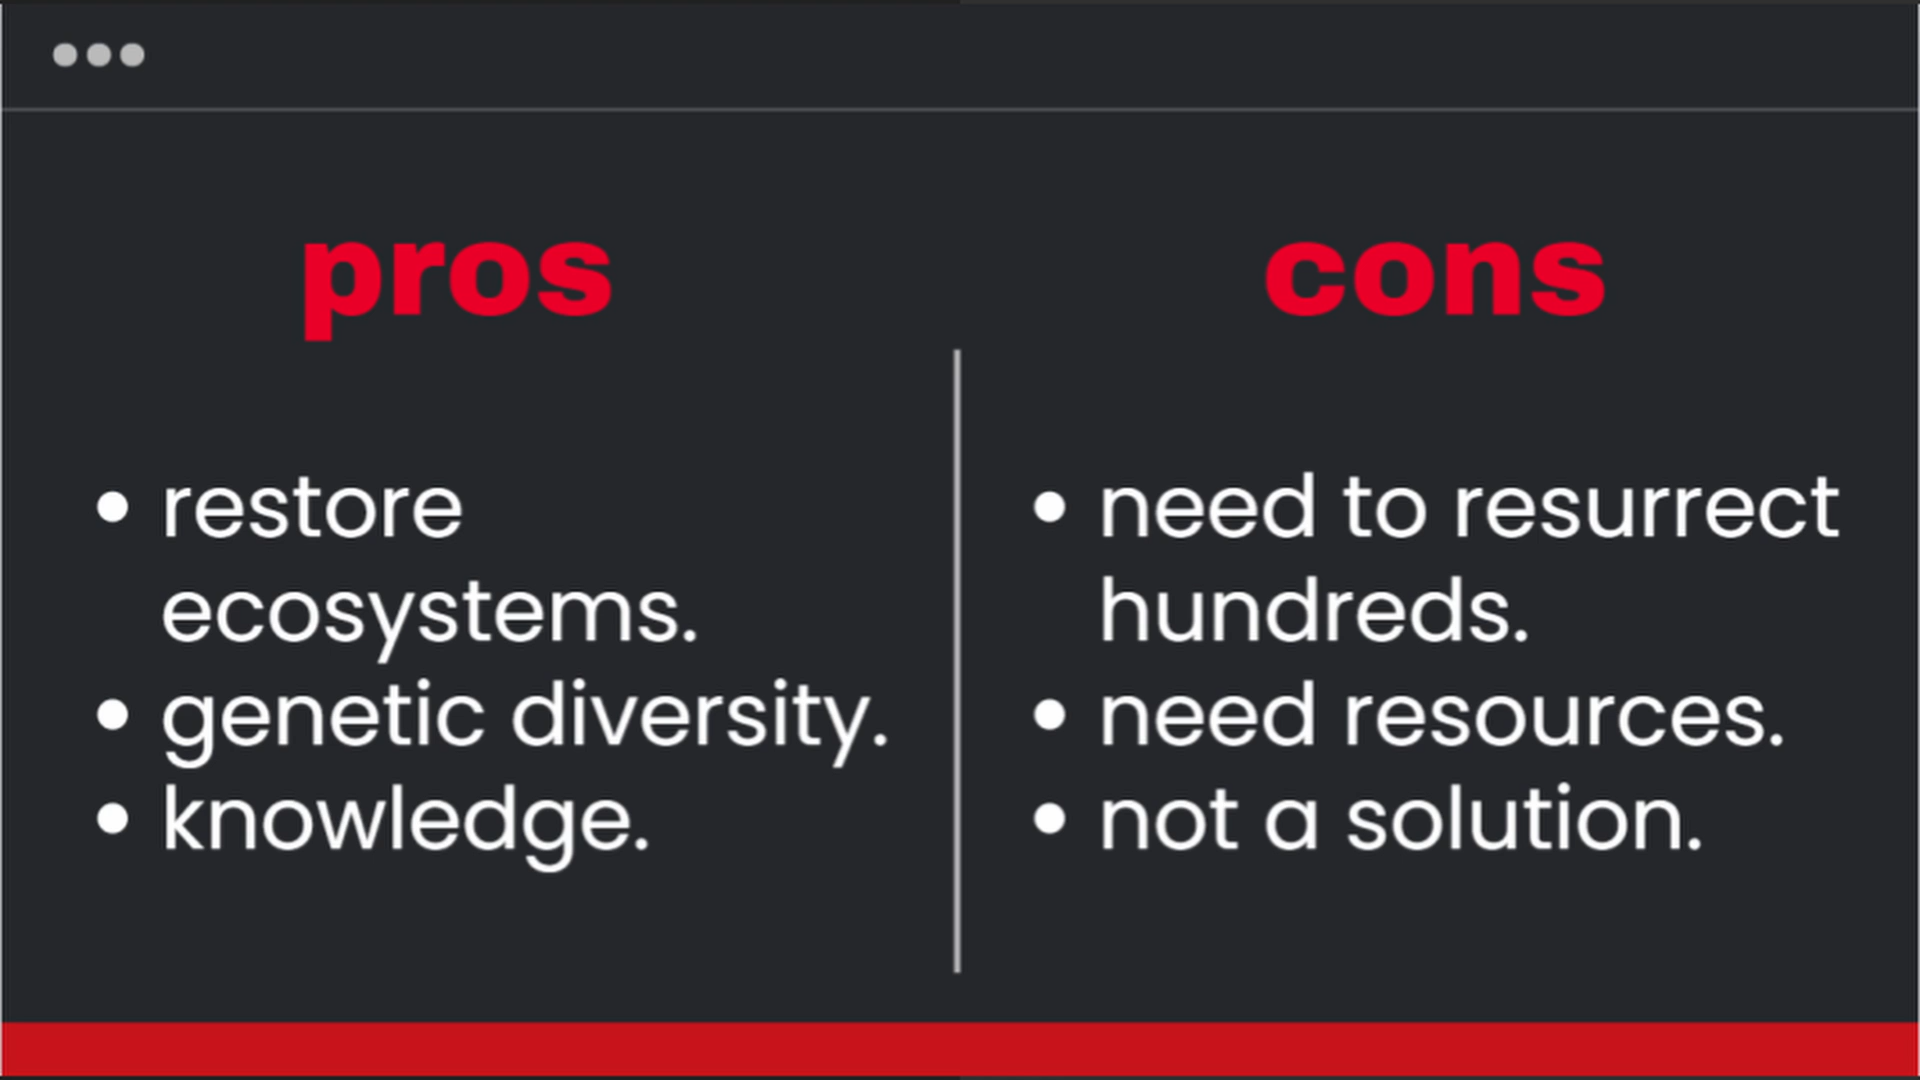 pros
• restore
ecosystems.
• genetic diversity.
• knowledge.
cons
• need to resurrect
hundreds.
• need resources.
• not a solution.